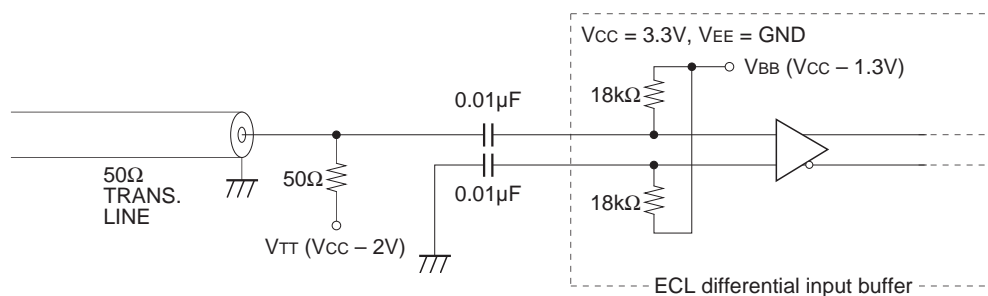 VCC = 3.3V, VEE = GND
VBB (VCC – 1.3V)
18kΩ
0.01µF
50Ω
TRANS.
LINE
50Ω
0.01µF
18kΩ
VTT (VCC – 2V)
ECL differential input buffer